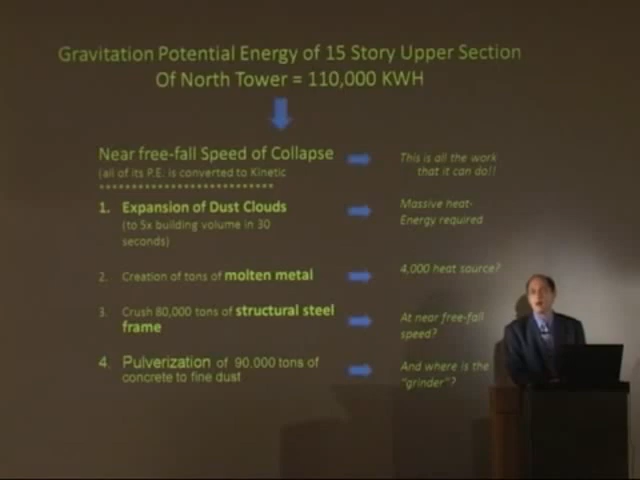 Gravitation Potential Energy of 15 Story Upper Section
Of North Tower = 110,000 KWH
Near free-fall Speed of Collapse
(all of its P.E. is converted to Kinetic
This is all the work
that it can do!!
1. Expansion of Dust Clouds
(to 5x building volume in 30
seconds)
Massive heat-
Energy required
2. Creation of tons of molten metal
4,000 heat source?
3. Crush 80,000 tons of structural steel
frame
At near free-fall
speed?
4. Pulverization of 90,000 tons of
concrete to fine dust
And where is the
"grinder"?